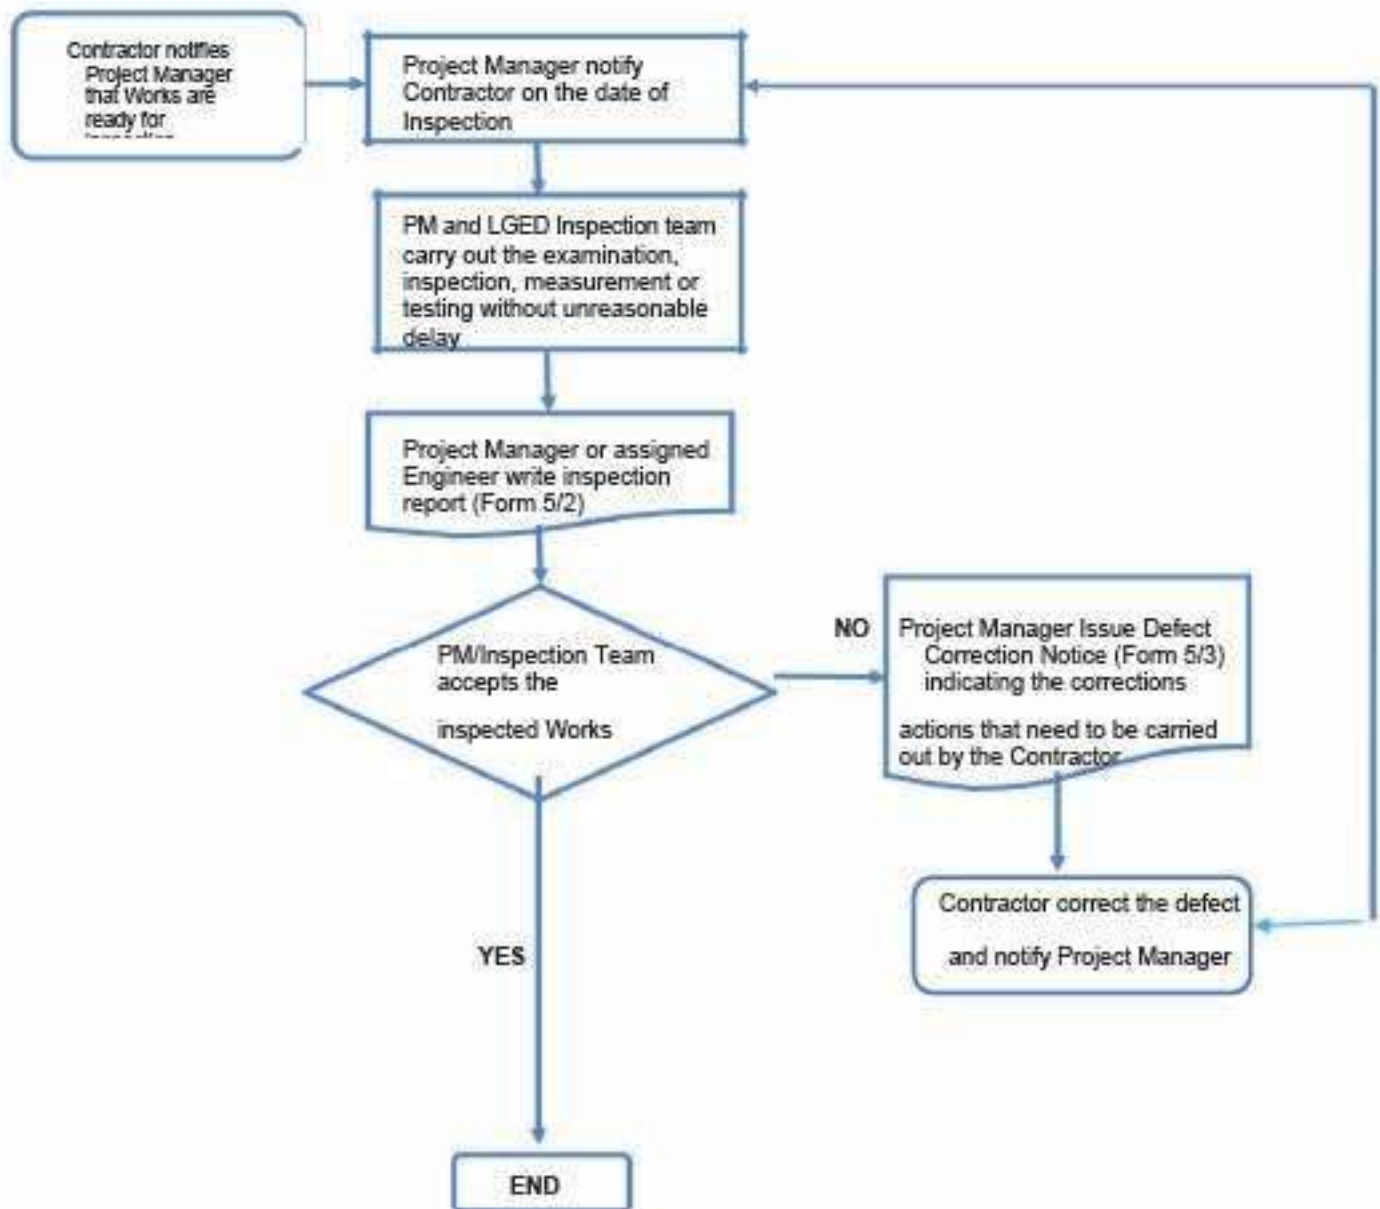 Contractor notifies
Project Manager
that Works are
ready for
Project Manager notify
Contractor on the date of
Inspection
PM and LGED Inspection team
carry out the examination,
inspection, measurement or
testing without unreasonable
delay
Project Manager or assigned
Engineer write inspection
report (Form 5/2)
PM/Inspection Team
accepts the
inspected Works
NO
Project Manager Issue Defect
Correction Notice (Form 5/3)
indicating the corrections
actions that need to be carried
out by the Contractor
Contractor correct the defect
and notify Project Manager
YES
END